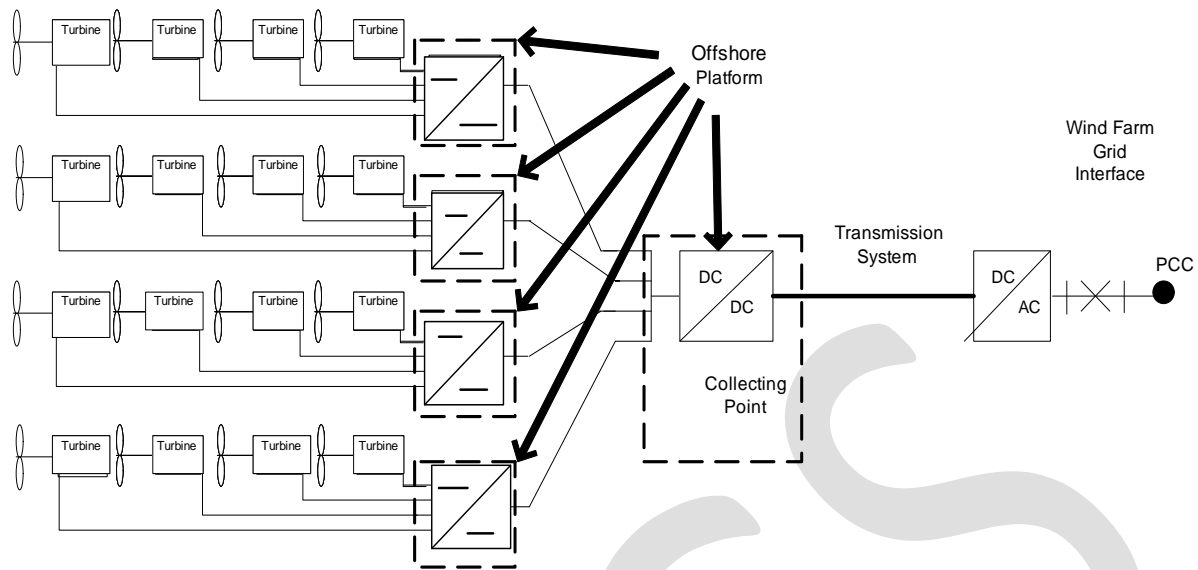 Turbine
Turbine
Turbine
Turbine
Offshore
Platform
Turbine
Turbine
Turbine
Turbine
Wind Farm
Grid
Interface
Transmission
System
PCC
DC
DC
DC
AC
Turbine
Turbine
Turbine
Turbine
Collecting
Point
Turbine
Turbine
Turbine
Turbine